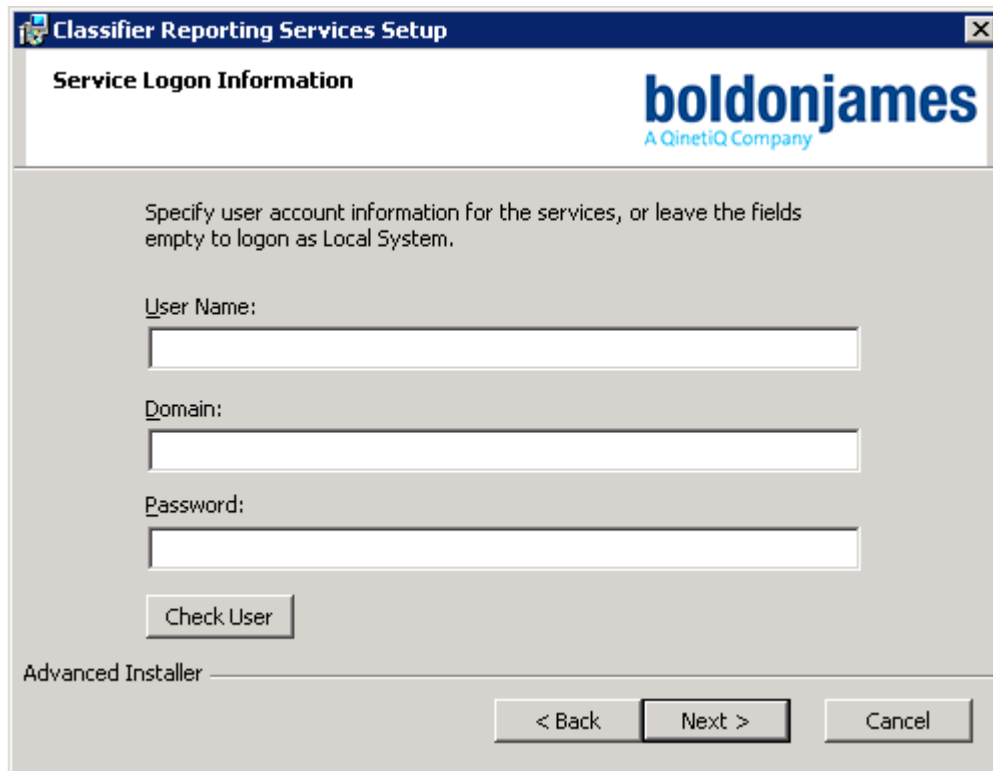 Classifier Reporting Services Setup
Service Logon Information
boldonjames
A QinetiQ Company
Specify user account information for the services, or leave the fields
empty to logon as Local System.
User Name:
Domain:
Password:
Check User
Advanced Installer
< Back Next > Cancel